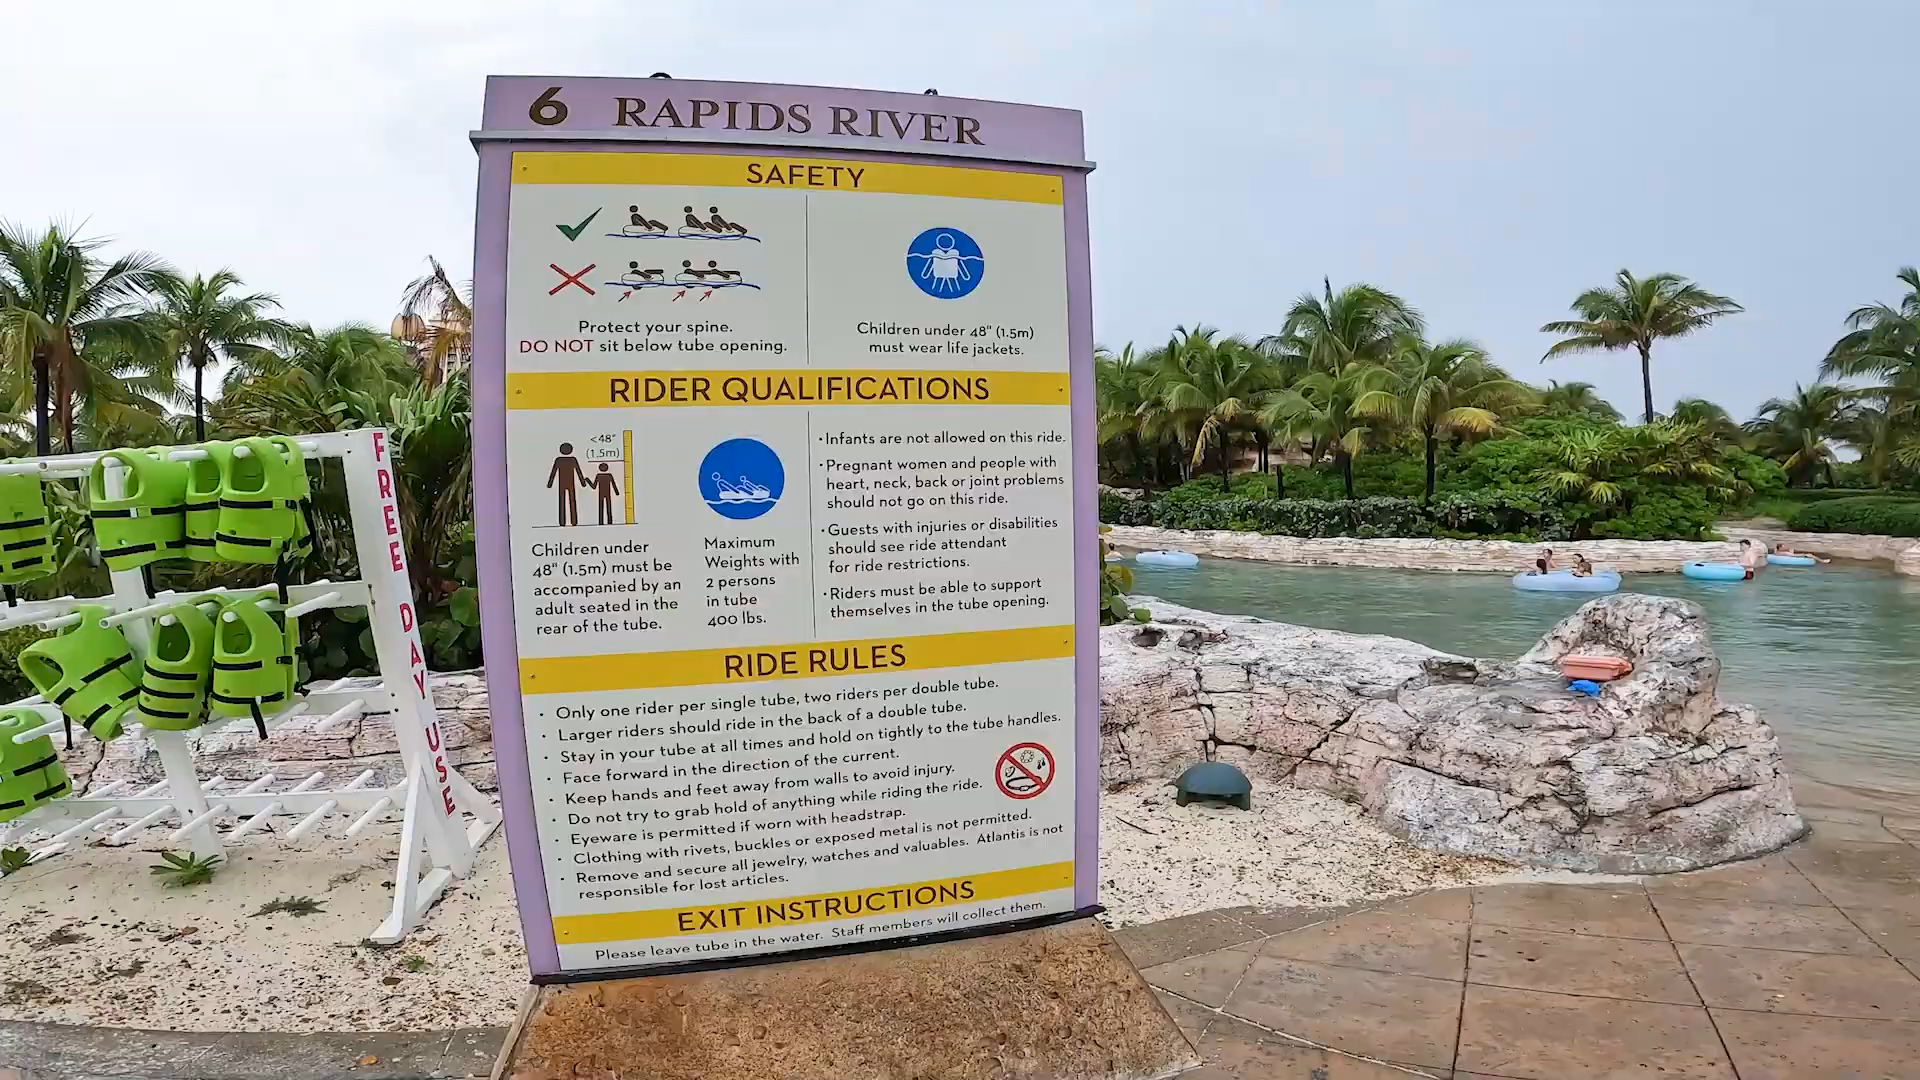 6 RAPIDS RIVER
SAFETY
Protect your spine.
DO NOT sit below tube opening.
Children under 48" (1.5m)
must wear life jackets.
RIDER QUALIFICATIONS
<48"
(1.5m)
Children under
48" (1.5m) must be
accompanied by an
adult seated in the
rear of the tube.
Maximum
Weights with
2 persons
in tube
400 lbs.
• Infants are not allowed on this ride.
• Pregnant women and people with
heart, neck, back or joint problems
should not go on this ride.
• Guests with injuries or disabilities
should see ride attendant
for ride restrictions.
• Riders must be able to support
themselves in the tube opening.
RIDE RULES
• Only one rider per single tube, two riders per double tube.
• Larger riders should ride in the back of a double tube.
• Stay in your tube at all times and hold on tightly to the tube handles.
• Face forward in the direction of the current.
• Keep hands and feet away from walls to avoid injury.
• Do not try to grab hold of anything while riding the ride.
• Eyeware is permitted if worn with headstrap.
• Clothing with rivets, buckles or exposed metal is not permitted.
• Remove and secure all jewelry, watches and valuables. Atlantis is not
responsible for lost articles.
EXIT INSTRUCTIONS
Please leave tube in the water. Staff members will collect them.
FREE DAY USE